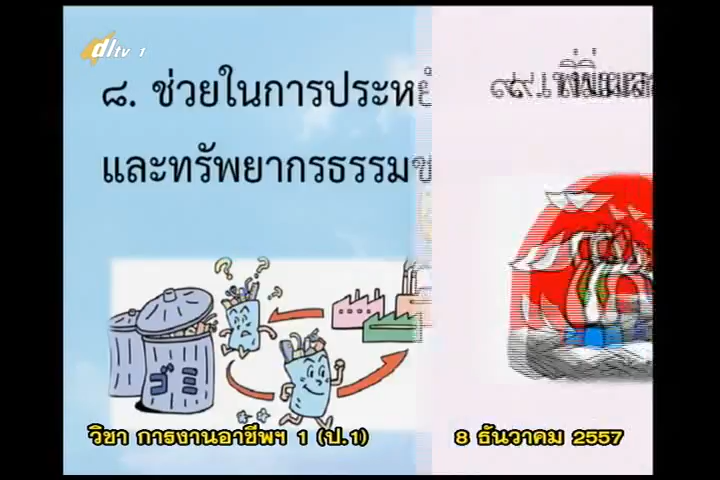 dltv 1
๘. ช่วยในการประห
และทรัพยากรธรรมช
ゴミ
วิชา การงานอาชีพฯ 1 (ป.1)
8 ธันวาคม 2557